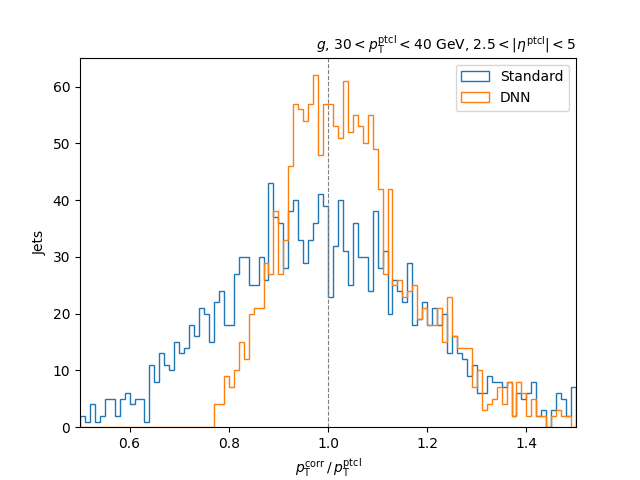 g, 30 < p_T^ptcl < 40 GeV, 2.5 < |η^ptcl| < 5
Standard
DNN
Jets
60
50
40
30
20
10
0
0.6 0.8 1.0 1.2 1.4
p_T^corr / p_T^ptcl